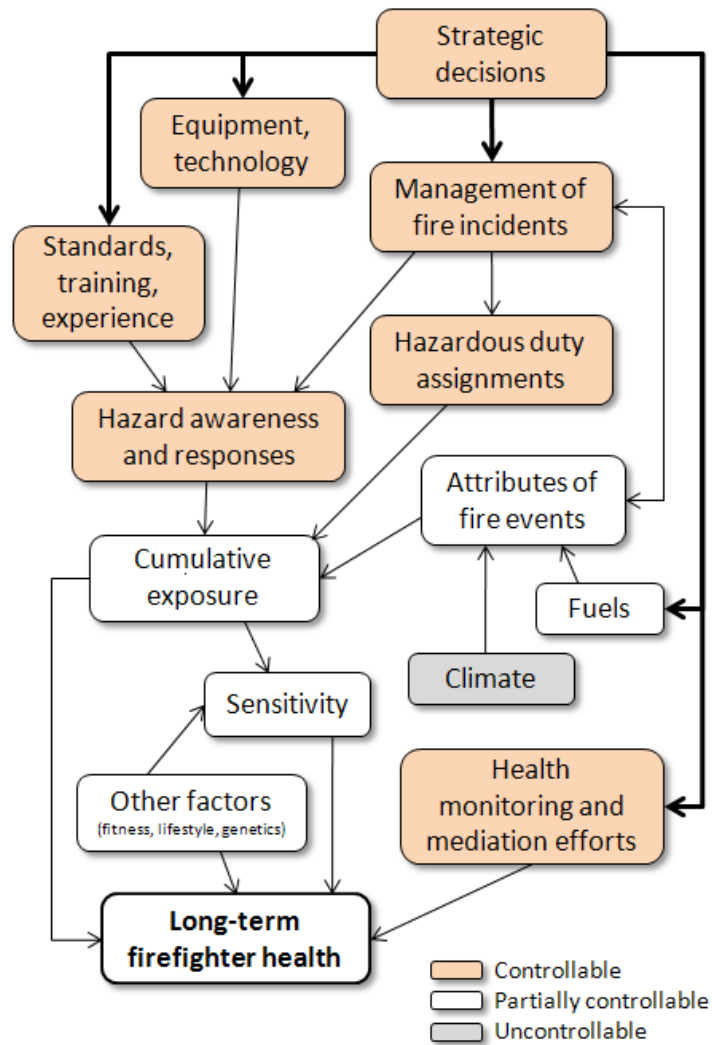 Strategic
decisions
Equipment,
technology
Management of
fire incidents
Standards,
training,
experience
Hazardous duty
assignments
Hazard awareness
and responses
Attributes of
fire events
Cumulative
exposure
Fuels
Climate
Sensitivity
Other factors
(fitness, lifestyle, genetics)
Health
monitoring and
mediation efforts
Long-term
firefighter health
Controllable
Partially controllable
Uncontrollable